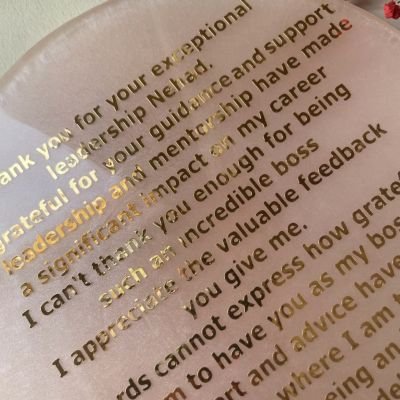 ank you for your exceptional
leadership Nehad.
grateful for your guidance and support
leadership and mentorship have made
a significant impact on my career
I can't thank you enough for being
such an incredible boss
I appreciate the valuable feedback
you give me.
rds cannot express how gratef
m to have you as my boss
rt and advice have
where I am t
eing an
de